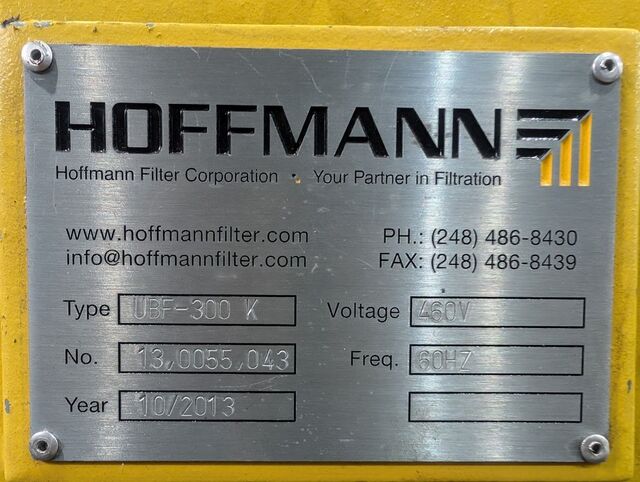 HOFFMANN
Hoffmann Filter Corporation · Your Partner in Filtration
www.hoffmannfilter.com PH.: (248) 486-8430
info@hoffmannfilter.com FAX: (248) 486-8439
Type UBF-300 K Voltage 460V
No. 13,0055,043 Freq. 60HZ
Year 10/2013